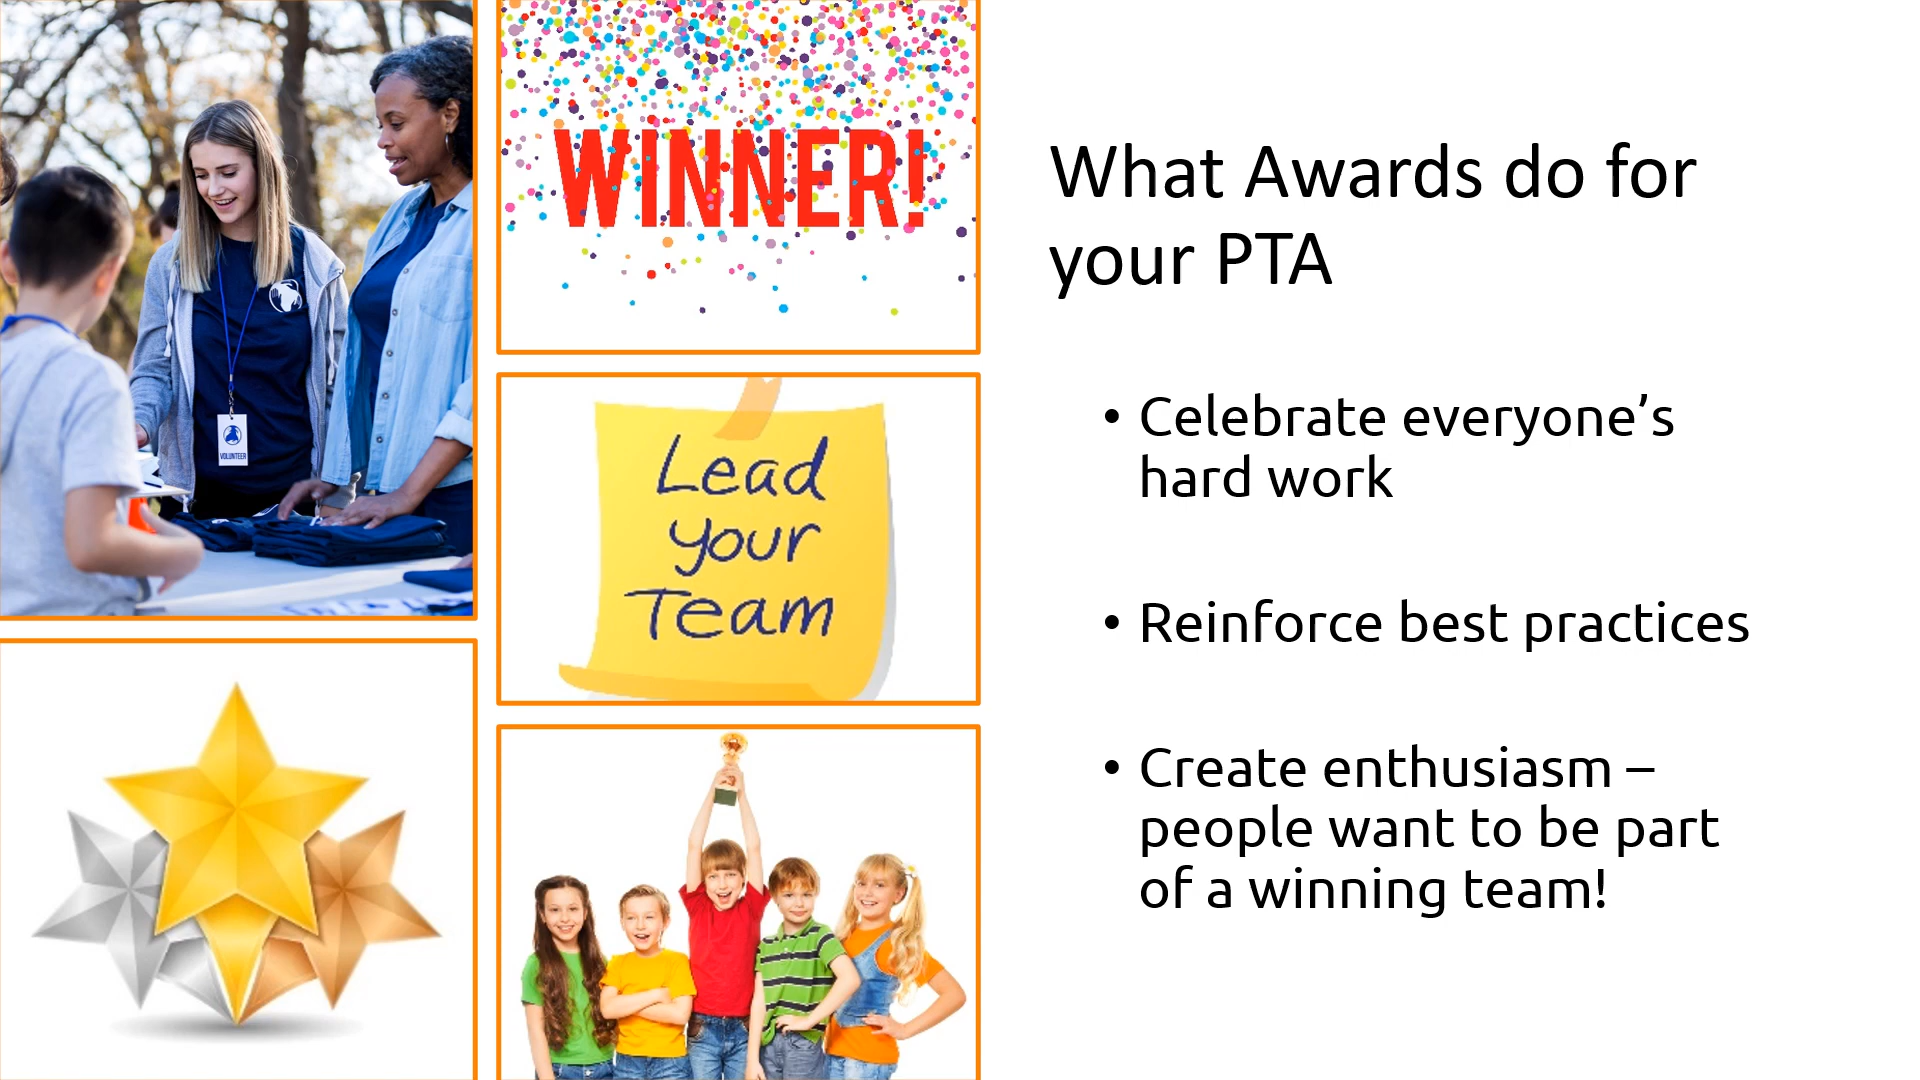 VOLUNTEER
WINNER!
Lead
your
Team
What Awards do for
your PTA
• Celebrate everyone’s
hard work
• Reinforce best practices
• Create enthusiasm –
people want to be part
of a winning team!